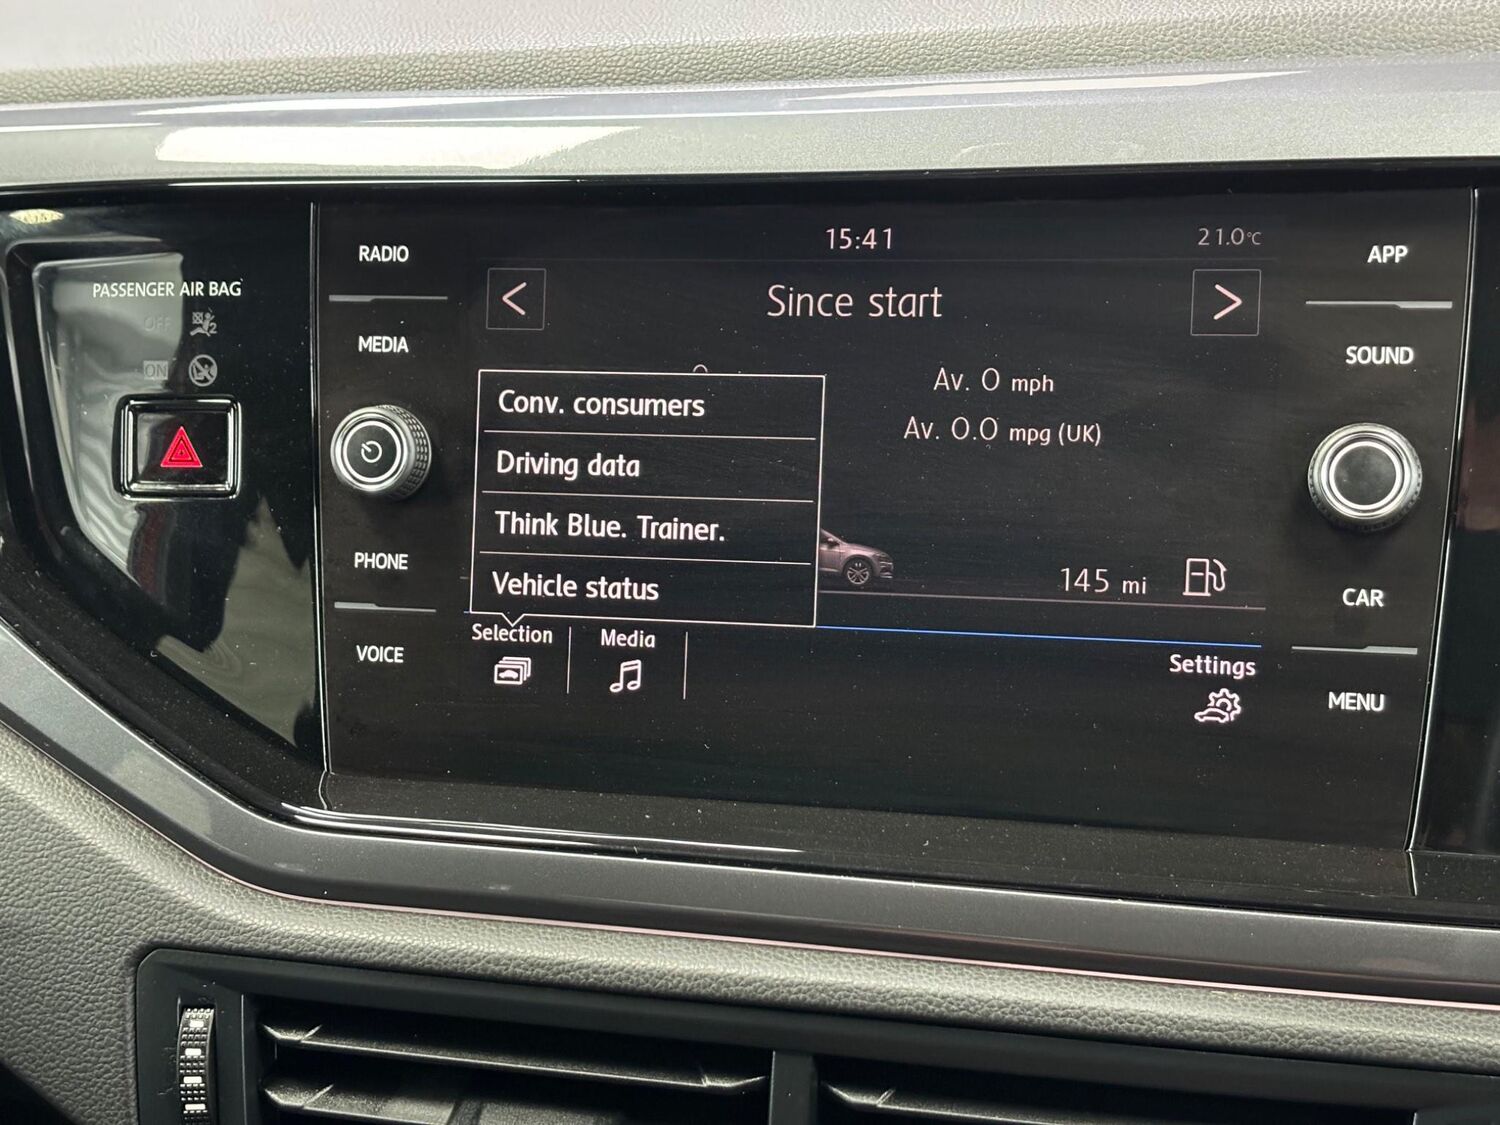 RADIO
MEDIA
PHONE
VOICE
PASSENGER AIR BAG
OFF
ON
15:41
21.0°C
Since start
Av. 0 mph
Av. 0.0 mpg (UK)
Conv. consumers
Driving data
Think Blue. Trainer.
Vehicle status
145 mi
Selection
Media
Settings
APP
SOUND
CAR
MENU